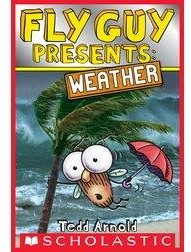 FLY GUY
PRESENTS:
WEATHER
Tedd Arnold
SCHOLASTIC